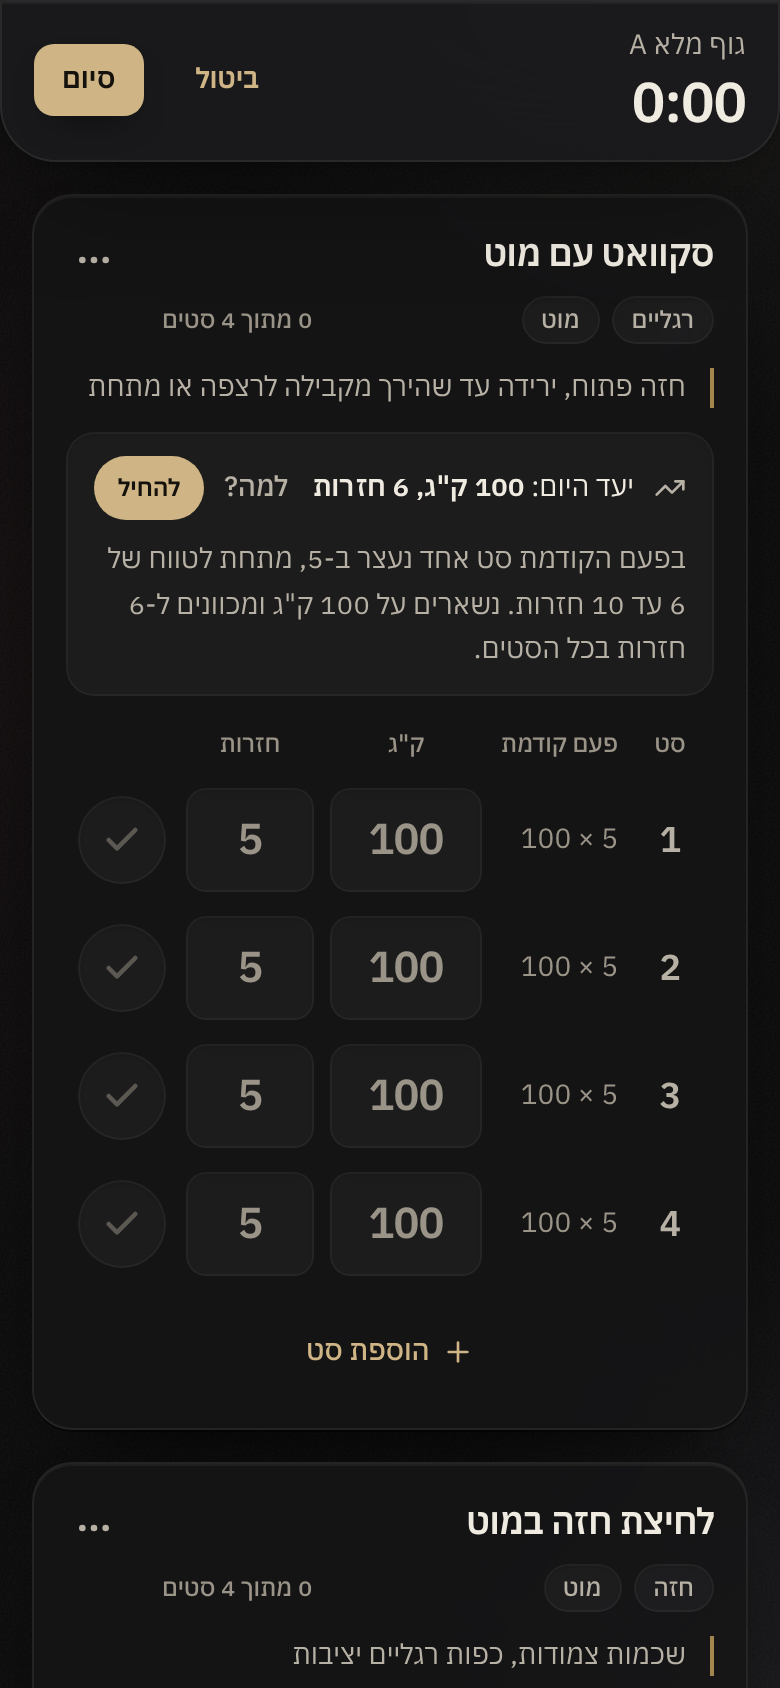 גוף מלא A
0:00
ביטול
סיום
סקוואט עם מוט
...
רגליים
מוט
0 מתוך 4 סטים
חזה פתוח, ירידה עד שהירך מקבילה לרצפה או מתחת
יעד היום: 100 ק"ג, 6 חזרות
למה?
להחיל
בפעם הקודמת סט אחד נעצר ב-5, מתחת לטווח של
6 עד 10 חזרות. נשארים על 100 ק"ג ומכוונים ל-6
חזרות בכל הסטים.
סט פעם קודמת ק"ג חזרות
1 100 × 5 100 5
2 100 × 5 100 5
3 100 × 5 100 5
4 100 × 5 100 5
+ הוספת סט
לחיצת חזה במוט
...
חזה
מוט
0 מתוך 4 סטים
שכמות צמודות, כפות רגליים יציבות